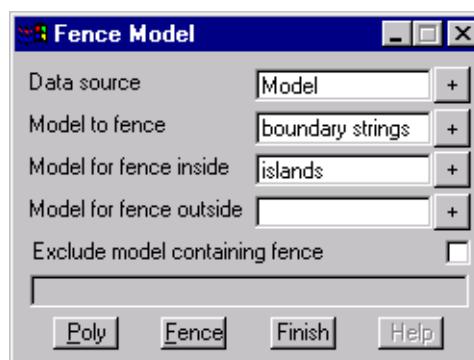 Fence Model
Data source Model +
Model to fence boundary strings +
Model for fence inside islands +
Model for fence outside +
Exclude model containing fence
Poly Fence Finish Help